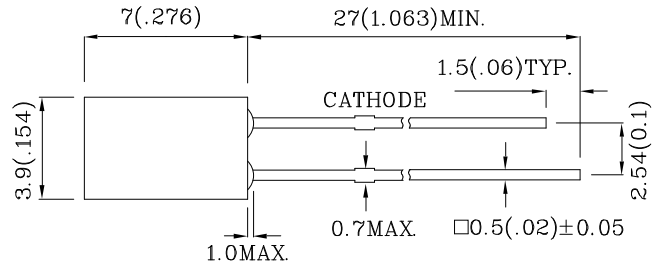 7(.276)
27(1.063)MIN.
1.5(.06)TYP.
CATHODE
3.9(.154)
2.54(0.1)
0.7MAX.
□0.5(.02)±0.05
1.0MAX.